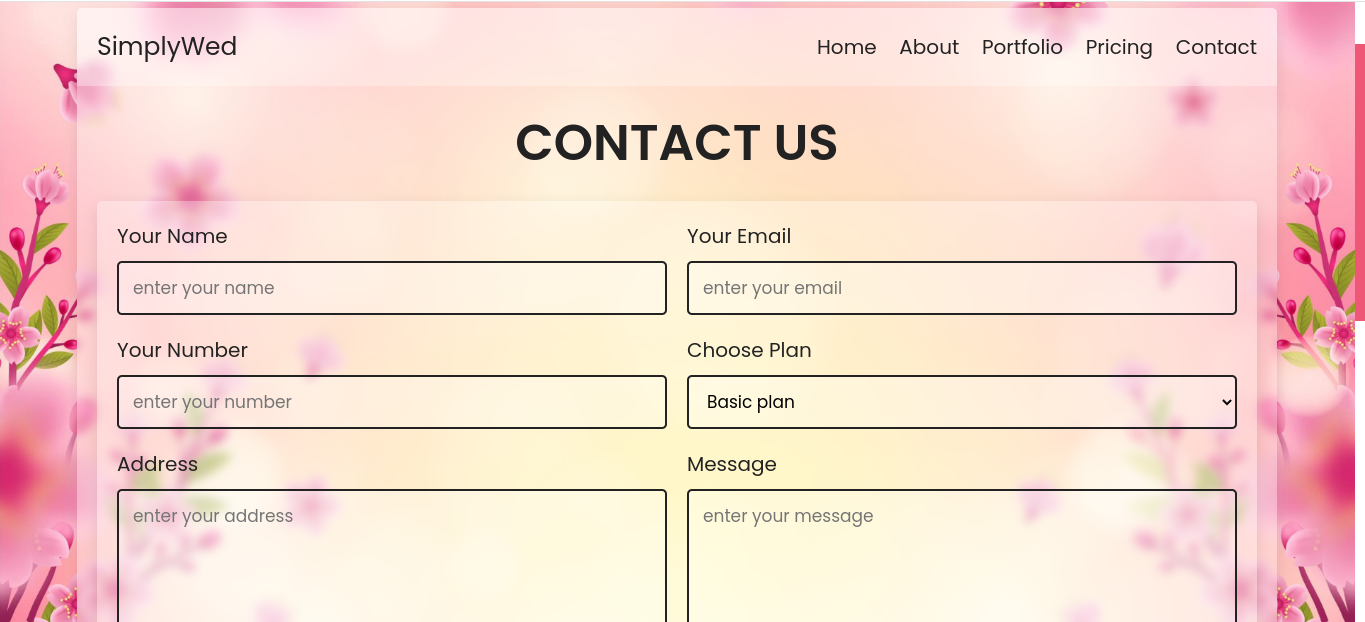 SimplyWed
Home About Portfolio Pricing Contact
CONTACT US
Your Name
enter your name
Your Email
enter your email
Your Number
enter your number
Choose Plan
Basic plan
Address
enter your address
Message
enter your message